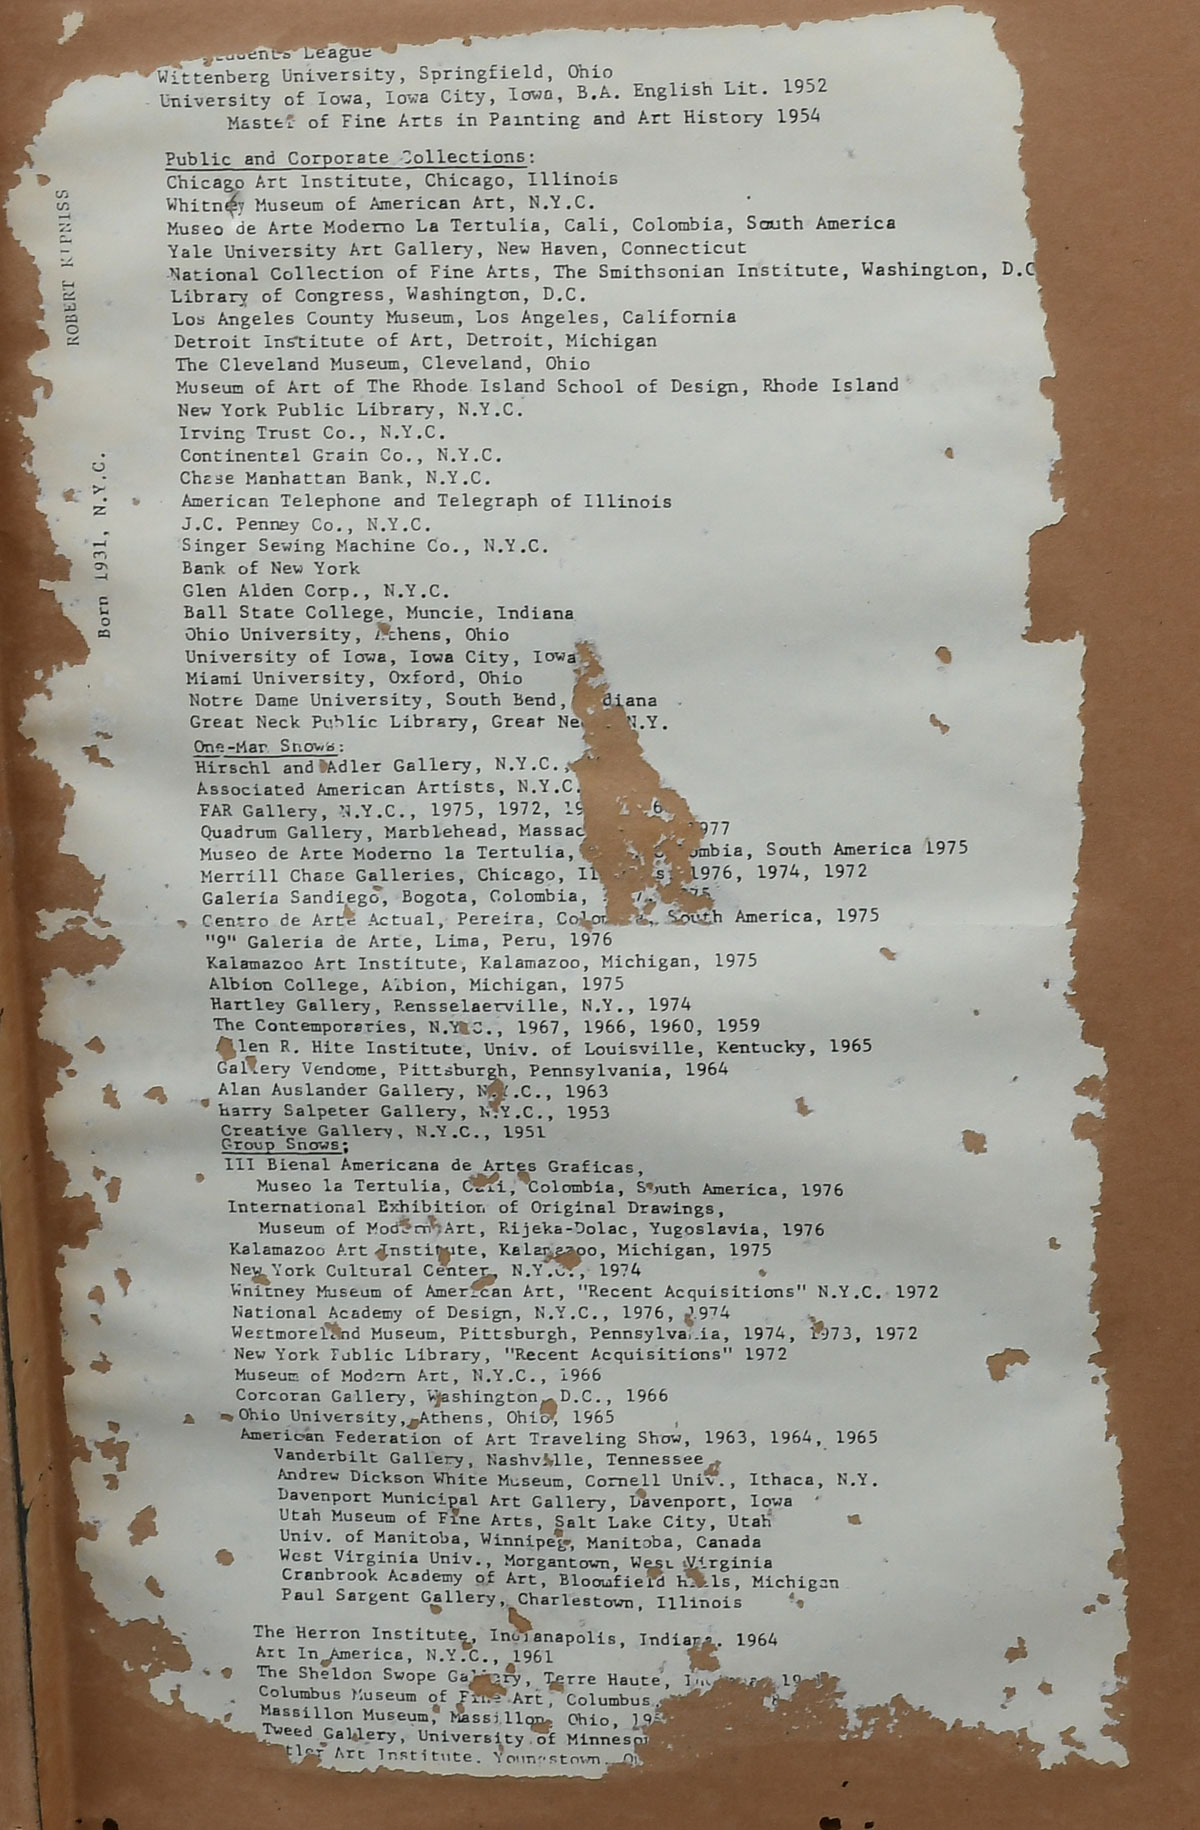 ROBERT KIPNISS
Born 1931, N.Y.C.
Students League
Wittenberg University, Springfield, Ohio
University of Iowa, Iowa City, Iowa, B.A. English Lit. 1952
Master of Fine Arts in Painting and Art History 1954
Public and Corporate Collections:
Chicago Art Institute, Chicago, Illinois
Whitney Museum of American Art, N.Y.C.
Museo de Arte Moderno La Tertulia, Cali, Colombia, South America
Yale University Art Gallery, New Haven, Connecticut
National Collection of Fine Arts, The Smithsonian Institute, Washington, D.C
Library of Congress, Washington, D.C.
Los Angeles County Museum, Los Angeles, California
Detroit Institute of Art, Detroit, Michigan
The Cleveland Museum, Cleveland, Ohio
Museum of Art of The Rhode Island School of Design, Rhode Island
New York Public Library, N.Y.C.
Irving Trust Co., N.Y.C.
Continental Grain Co., N.Y.C.
Chase Manhattan Bank, N.Y.C.
American Telephone and Telegraph of Illinois
J.C. Penney Co., N.Y.C.
Singer Sewing Machine Co., N.Y.C.
Bank of New York
Glen Alden Corp., N.Y.C.
Ball State College, Muncie, Indiana
Ohio University, Athens, Ohio
University of Iowa, Iowa City, Iowa
Miami University, Oxford, Ohio
Notre Dame University, South Bend, Indiana
Great Neck Public Library, Great Neck, N.Y.
One-Man Shows:
Hirschl and Adler Gallery, N.Y.C.,
Associated American Artists, N.Y.C.
FAR Gallery, N.Y.C., 1975, 1972,
Quadrum Gallery, Marblehead, Massac 1977
Museo de Arte Moderno la Tertulia, Colombia, South America 1975
Merrill Chase Galleries, Chicago, Illinois, 1976, 1974, 1972
Galeria Sandiego, Bogota, Colombia,
Centro de Arte Actual, Pereira, Colombia, South America, 1975
"9" Galeria de Arte, Lima, Peru, 1976
Kalamazoo Art Institute, Kalamazoo, Michigan, 1975
Albion College, Albion, Michigan, 1975
Hartley Gallery, Rensselaerville, N.Y., 1974
The Contemporaries, N.Y.C., 1967, 1966, 1960, 1959
Allen R. Hite Institute, Univ. of Louisville, Kentucky, 1965
Gallery Vendome, Pittsburgh, Pennsylvania, 1964
Alan Auslander Gallery, N.Y.C., 1963
Harry Salpeter Gallery, N.Y.C., 1953
Creative Gallery, N.Y.C., 1951
Group Shows:
III Bienal Americana de Artes Graficas,
Museo la Tertulia, Cali, Colombia, South America, 1976
International Exhibition of Original Drawings,
Museum of Modern Art, Rijeka-Dolac, Yugoslavia, 1976
Kalamazoo Art Institute, Kalamazoo, Michigan, 1975
New York Cultural Center, N.Y.C., 1974
Whitney Museum of American Art, "Recent Acquisitions" N.Y.C. 1972
National Academy of Design, N.Y.C., 1976, 1974
Westmoreland Museum, Pittsburgh, Pennsylvania, 1974, 1973, 1972
New York Public Library, "Recent Acquisitions" 1972
Museum of Modern Art, N.Y.C., 1966
Corcoran Gallery, Washington D.C., 1966
Ohio University, Athens, Ohio, 1965
American Federation of Art Traveling Show, 1963, 1964, 1965
Vanderbilt Gallery, Nashville, Tennessee
Andrew Dickson White Museum, Cornell Univ., Ithaca, N.Y.
Davenport Municipal Art Gallery, Davenport, Iowa
Utah Museum of Fine Arts, Salt Lake City, Utah
Univ. of Manitoba, Winnipeg, Manitoba, Canada
West Virginia Univ., Morgantown, West Virginia
Cranbrook Academy of Art, Bloomfield Hills, Michigan
Paul Sargent Gallery, Charlestown, Illinois
The Herron Institute, Indianapolis, Indiana. 1964
Art In America, N.Y.C., 1961
The Sheldon Swope Gallery, Terre Haute,
Columbus Museum of Fine Art, Columbus,
Massillon Museum, Massillon, Ohio,
Tweed Gallery, University of Minnesot
tler Art Institute. Youngstown.